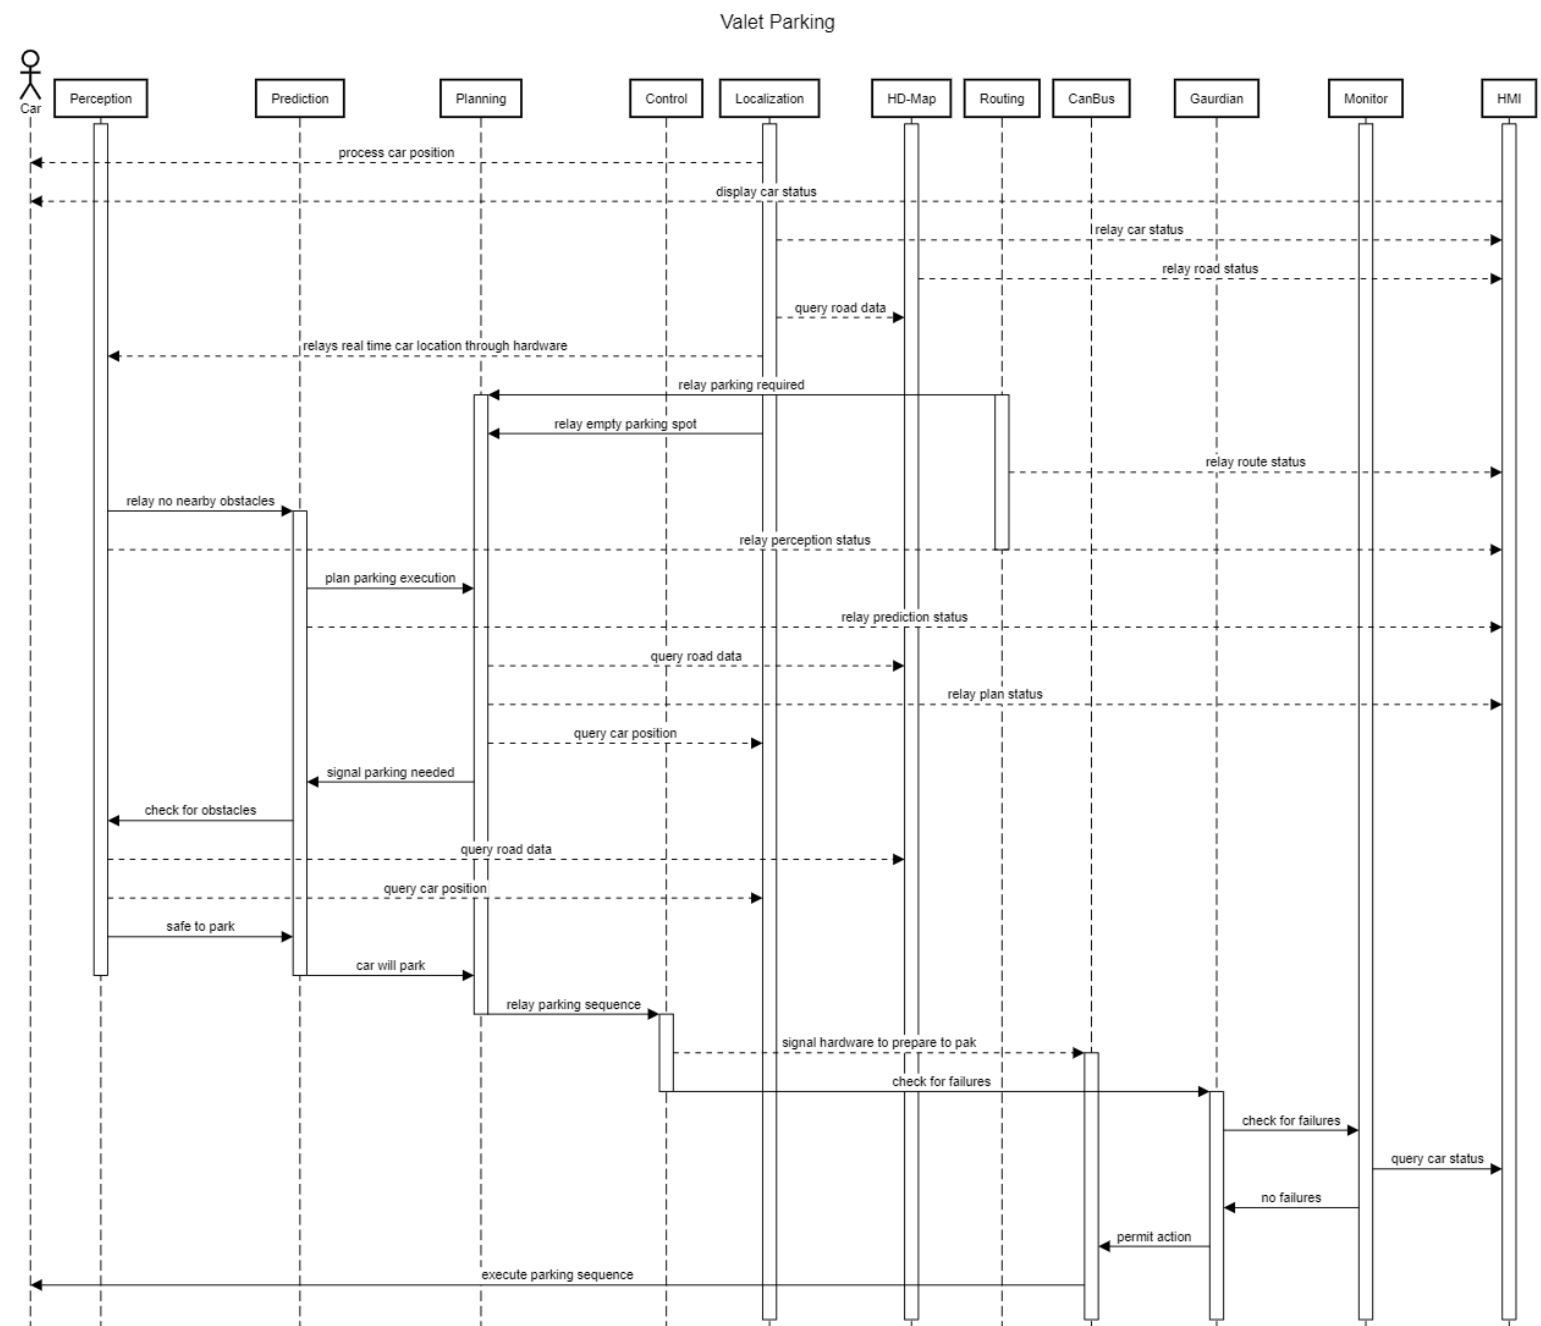 Valet Parking
Car
Perception
Prediction
Planning
Control
Localization
HD-Map
Routing
CanBus
Gaurdian
Monitor
HMI
process car position
display car status
relay car status
relay road status
query road data
relays real time car location through hardware
relay parking required
relay empty parking spot
relay route status
relay no nearby obstacles
relay perception status
plan parking execution
relay prediction status
query road data
relay plan status
query car position
signal parking needed
check for obstacles
query road data
query car position
safe to park
car will park
relay parking sequence
signal hardware to prepare to pak
check for failures
check for failures
query car status
no failures
permit action
execute parking sequence